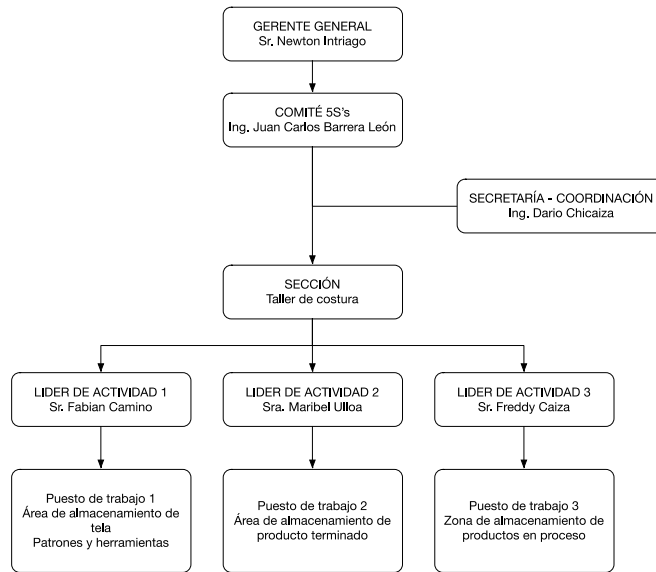 GERENTE GENERAL
Sr. Newton Intriago
COMITÉ 5S's
Ing. Juan Carlos Barrera León
SECRETARÍA - COORDINACIÓN
Ing. Dario Chicaiza
SECCIÓN
Taller de costura
LIDER DE ACTIVIDAD 1
Sr. Fabian Camino
LIDER DE ACTIVIDAD 2
Sra. Maribel Ulloa
LIDER DE ACTIVIDAD 3
Sr. Freddy Caiza
Puesto de trabajo 1
Área de almacenamiento de
tela
Patrones y herramientas
Puesto de trabajo 2
Área de almacenamiento de
producto terminado
Puesto de trabajo 3
Zona de almacenamiento de
productos en proceso